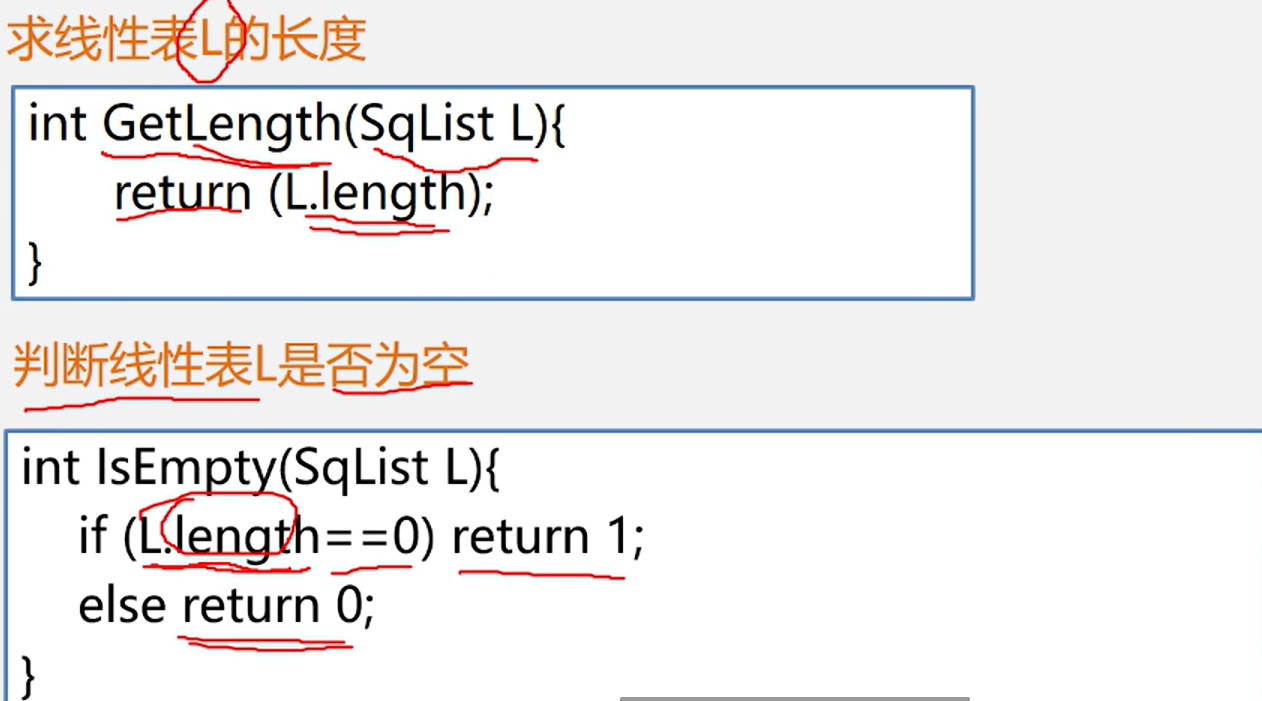 求线性表L的长度
int GetLength(SqList L){
return (L.length);
}
判断线性表L是否为空
int IsEmpty(SqList L){
if (L.length==0) return 1;
else return 0;
}